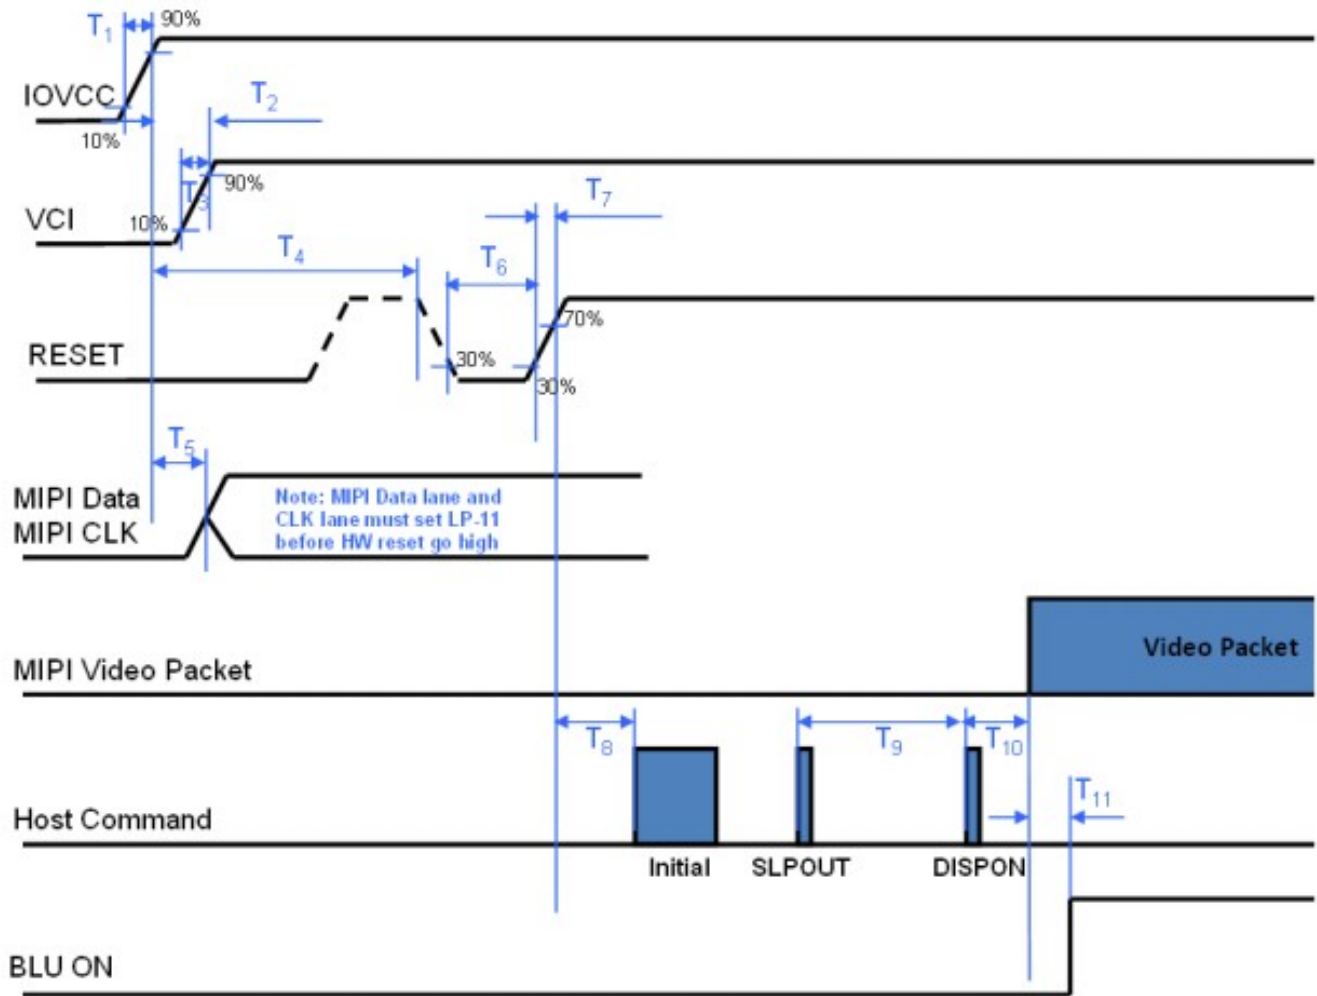 T1
90%
IOVCC
T2
10%
T3
90%
10%
VCI
T7
T4
T6
70%
RESET
30%
30%
T5
MIPI Data
MIPI CLK
Note: MIPI Data lane and
CLK lane must set LP-11
before HW reset go high
Video Packet
MIPI Video Packet
T8
T9
T10
T11
Host Command
Initial
SLPOUT
DISPON
BLU ON